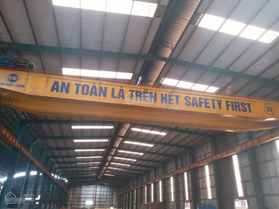 AN TOÀN LÀ TRÊN HẾT SAFETY FIRST